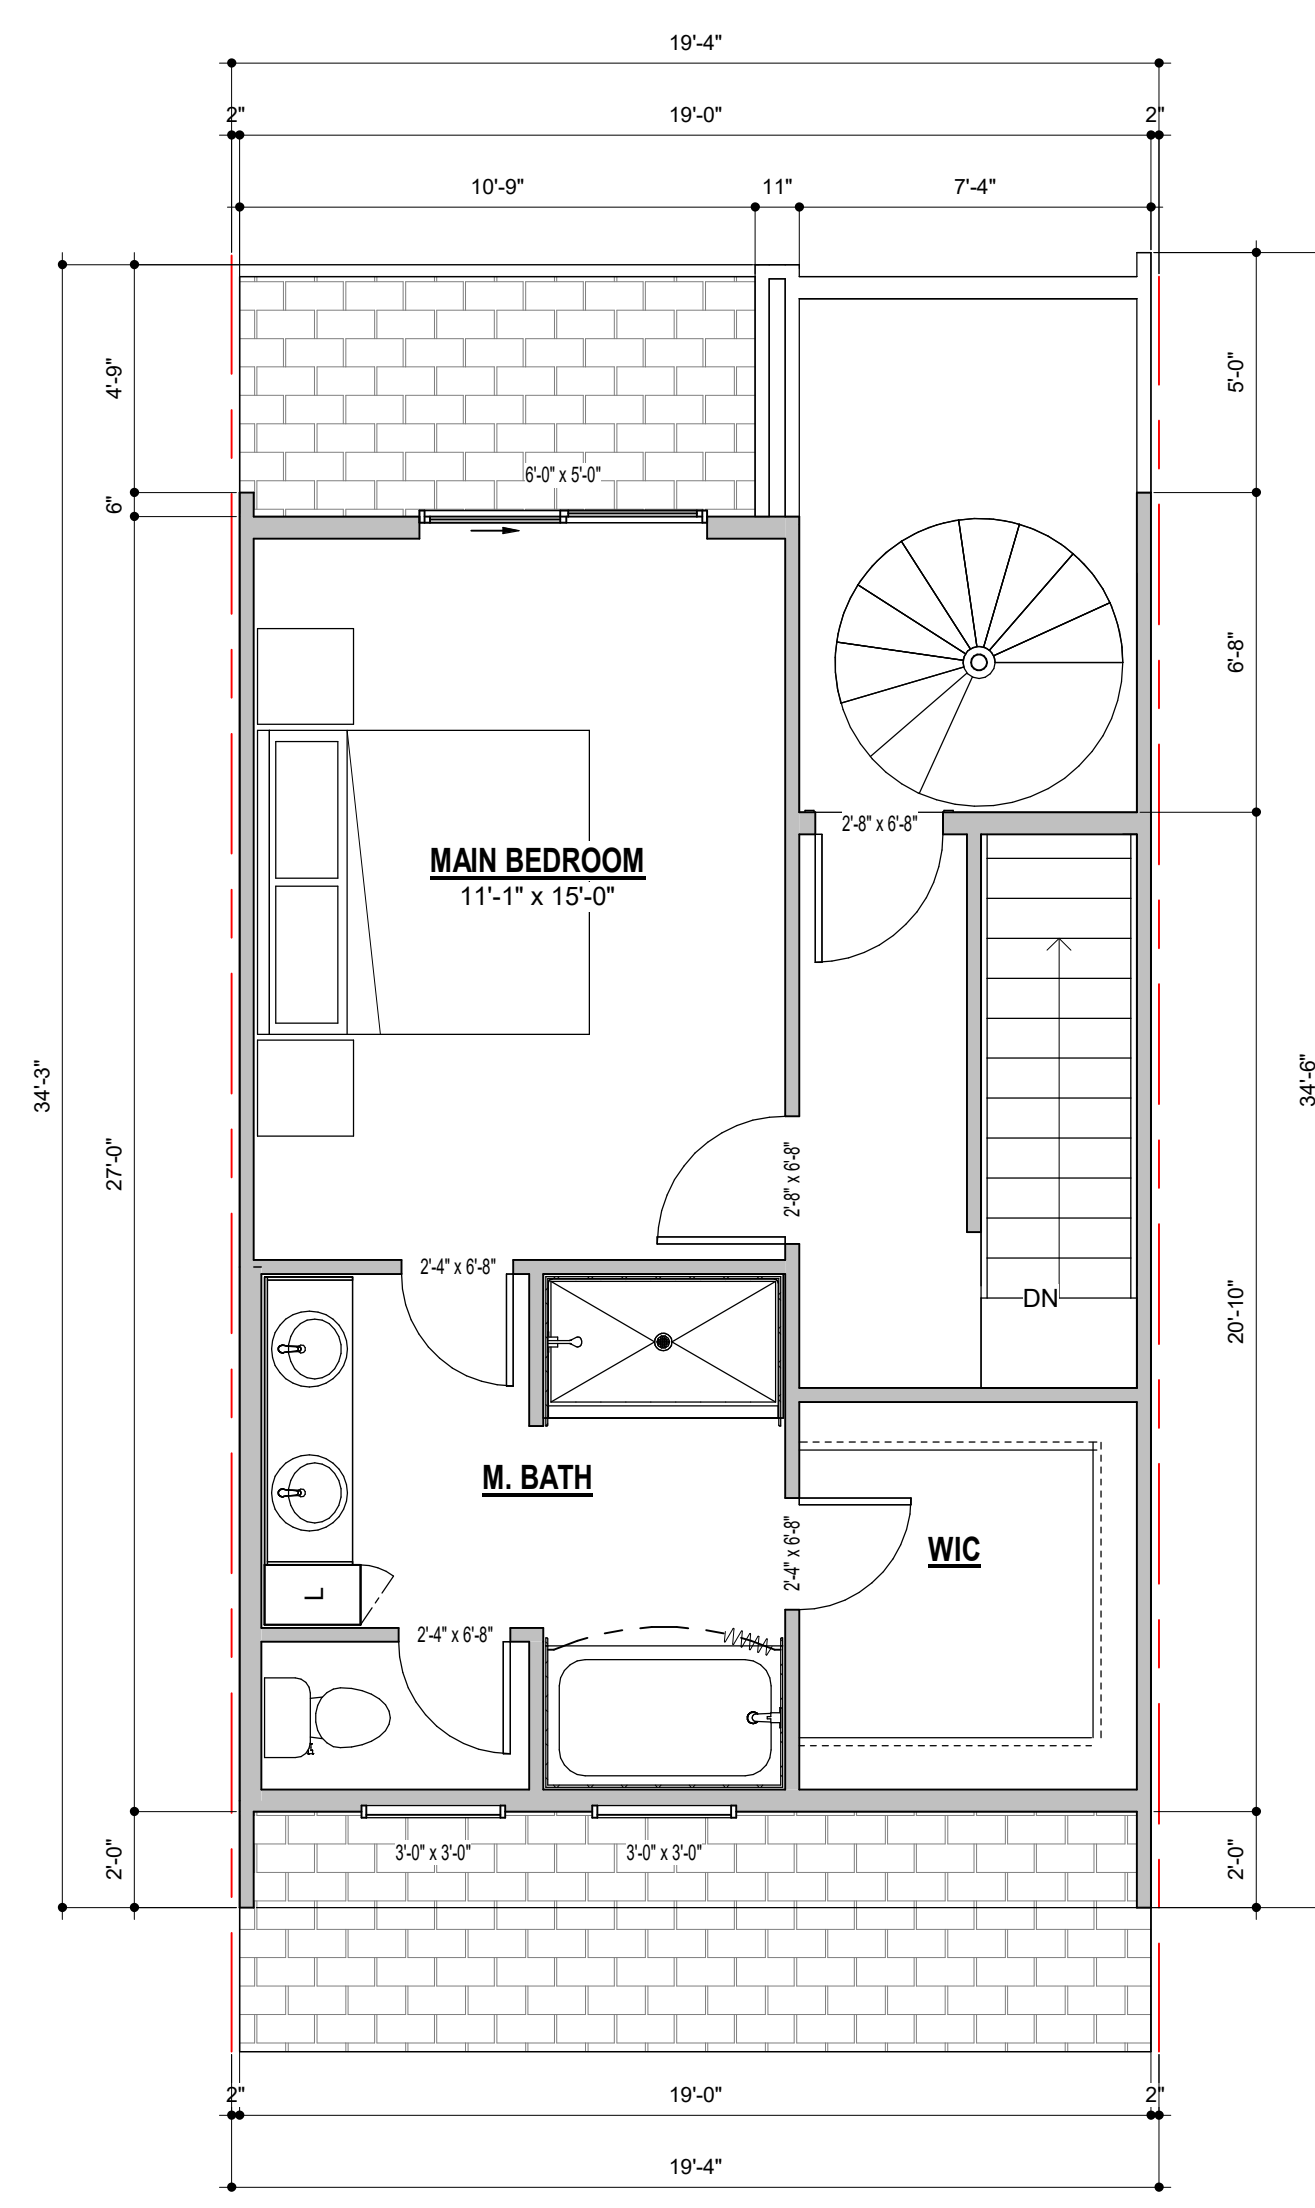 19'-4"
2" 19'-0" 2"
10'-9" 11" 7'-4"
4'-9"
5'-0"
6'-0" x 5'-0"
6"
6'-8"
2'-8" x 6'-8"
MAIN BEDROOM
11'-1" x 15'-0"
34'-3"
34'-6"
27'-0"
2'-8" x 6'-8"
2'-4" x 6'-8"
DN
20'-10"
M. BATH
2'-4" x 6'-8"
WIC
L
2'-4" x 6'-8"
2'-0"
3'-0" x 3'-0" 3'-0" x 3'-0"
2'-0"
2" 19'-0" 2"
19'-4"